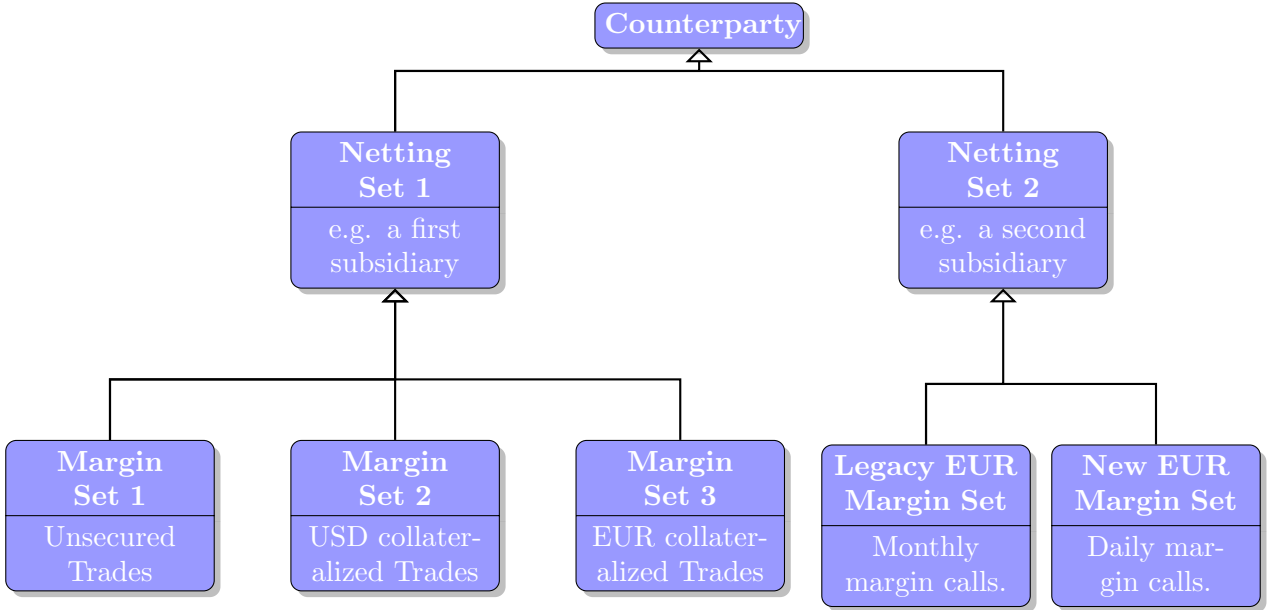 Counterparty
Netting
Set 1
e.g. a first
subsidiary
Netting
Set 2
e.g. a second
subsidiary
Margin
Set 1
Unsecured
Trades
Margin
Set 2
USD collater-
alized Trades
Margin
Set 3
EUR collater-
alized Trades
Legacy EUR
Margin Set
Monthly
margin calls.
New EUR
Margin Set
Daily mar-
gin calls.